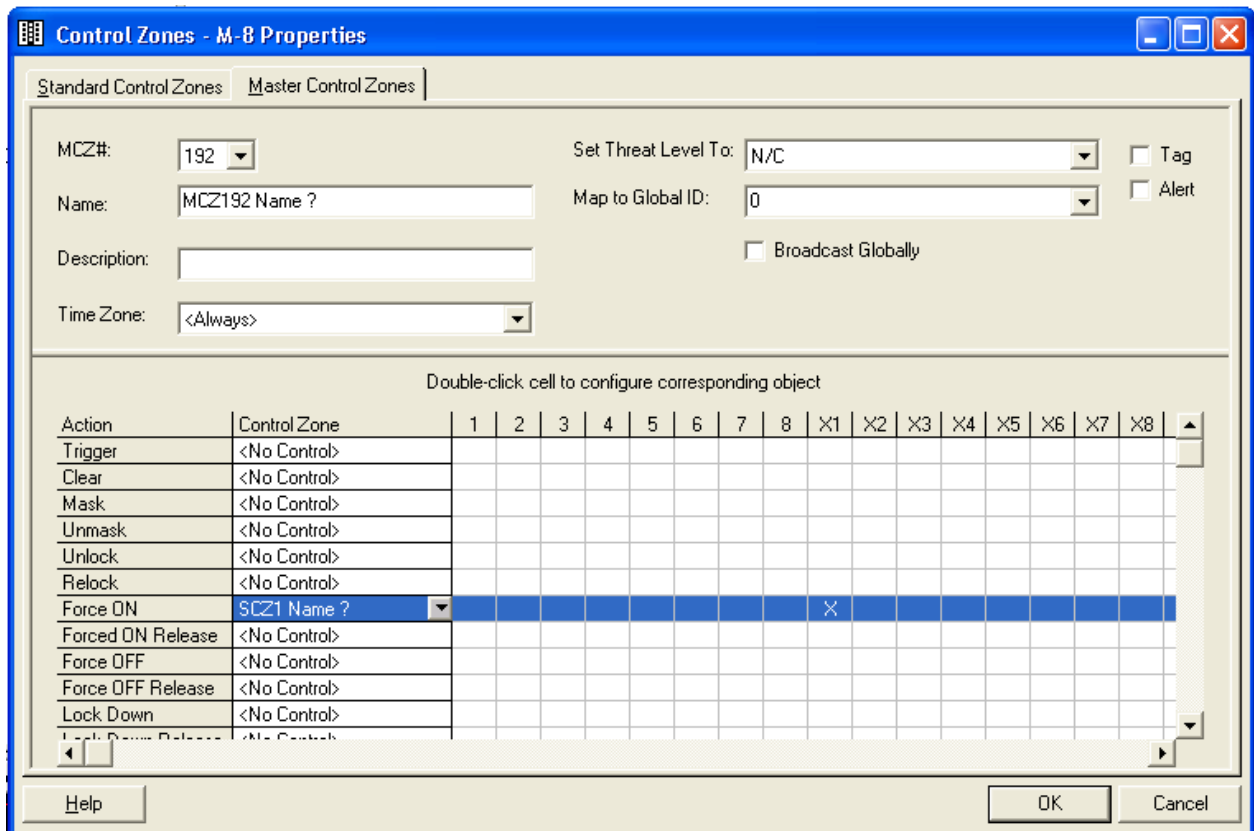 Control Zones - M-8 Properties
Standard Control Zones Master Control Zones
MCZ#: 192 Set Threat Level To: N/C Tag
Name: MCZ192 Name ? Map to Global ID: 0 Alert
Description: Broadcast Globally
Time Zone: <Always>
Double-click cell to configure corresponding object
Action Control Zone 1 2 3 4 5 6 7 8 X1 X2 X3 X4 X5 X6 X7 X8
Trigger <No Control>
Clear <No Control>
Mask <No Control>
Unmask <No Control>
Unlock <No Control>
Relock <No Control>
Force ON SCZ1 Name ? X
Forced ON Release <No Control>
Force OFF <No Control>
Force OFF Release <No Control>
Lock Down <No Control>
Lock Down Release <No Control>
Help OK Cancel